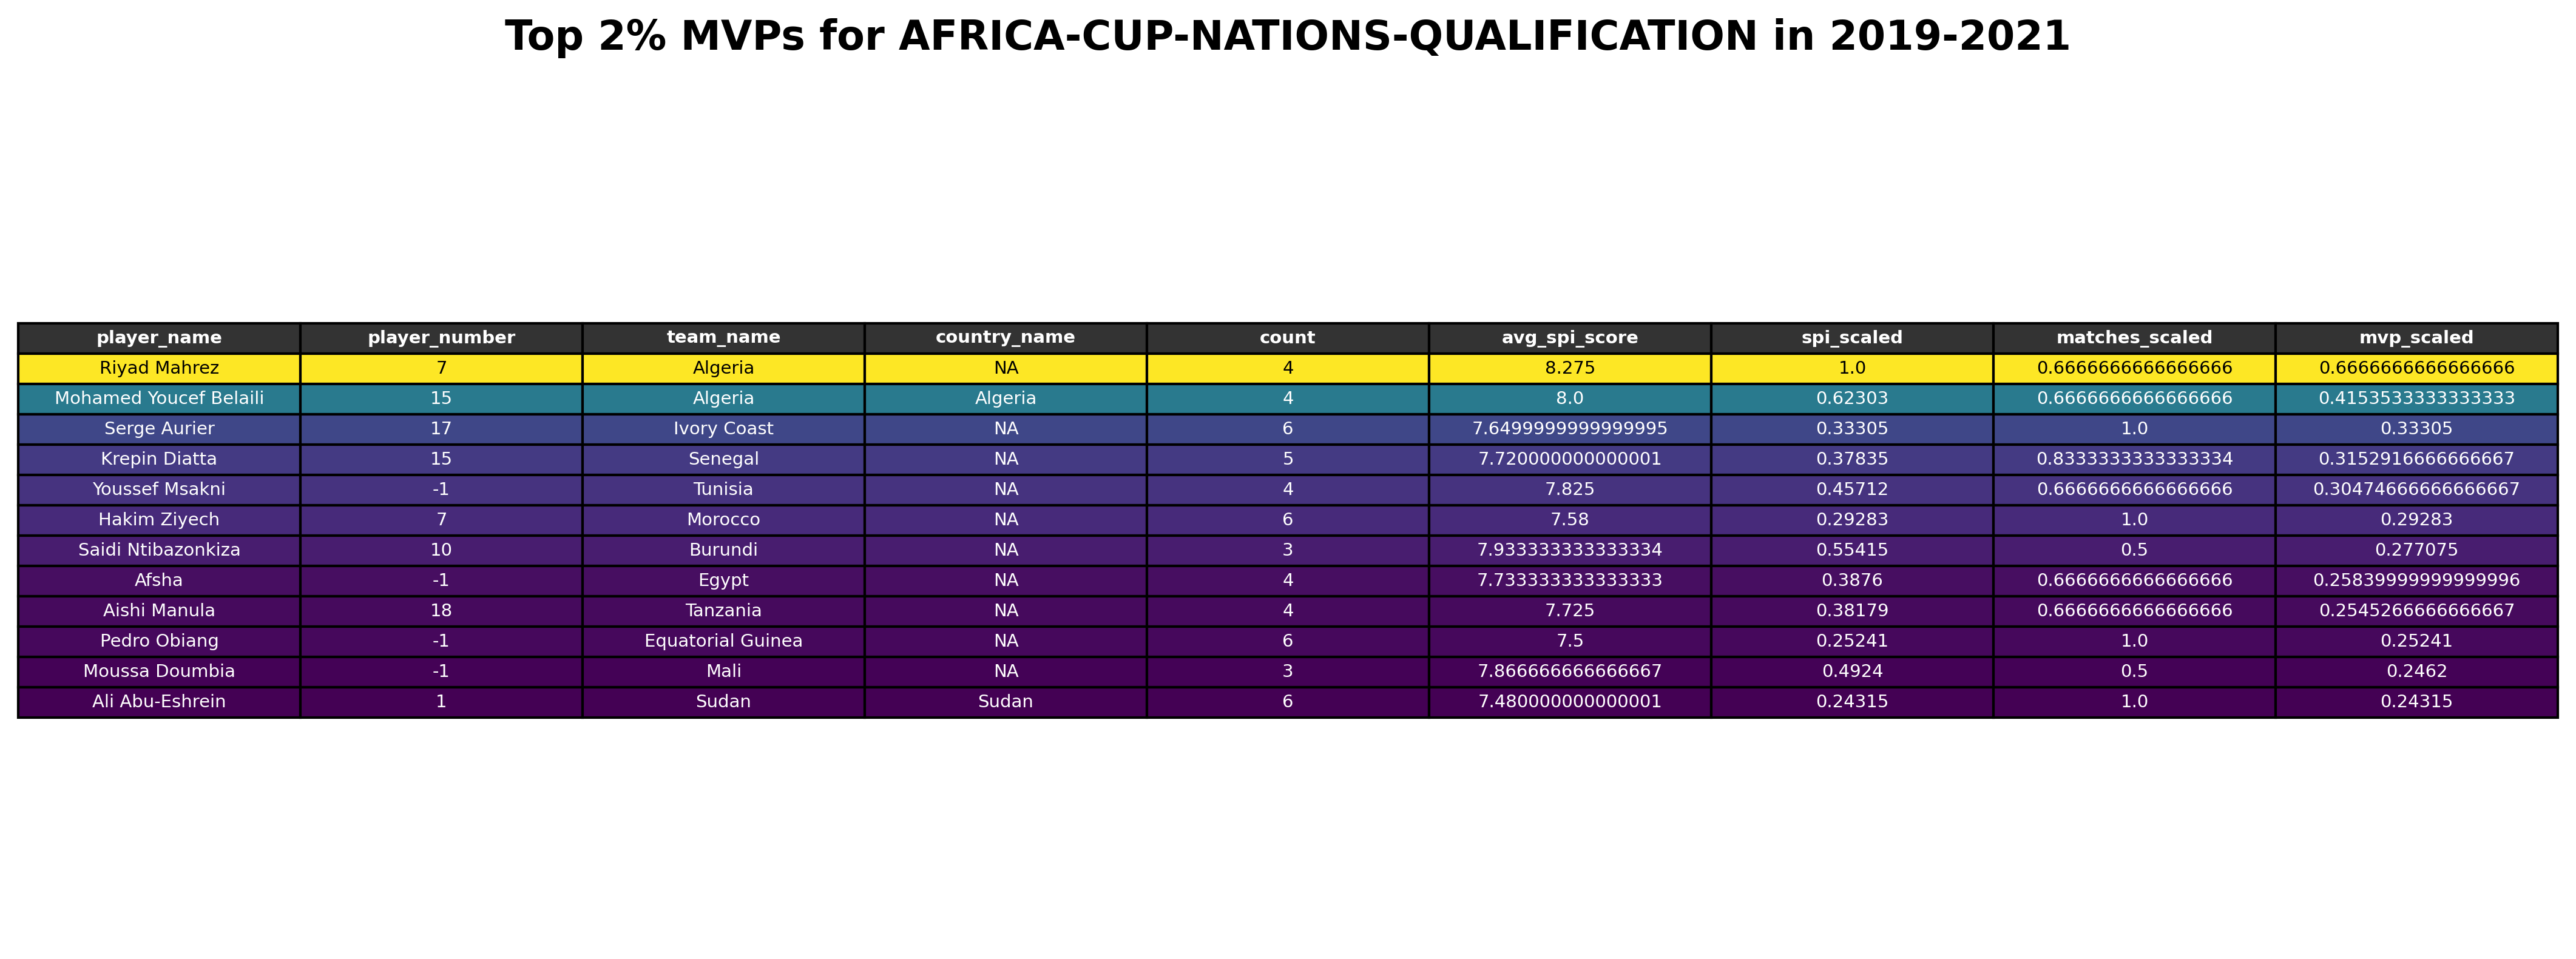 Top 2% MVPs for AFRICA-CUP-NATIONS-QUALIFICATION in 2019-2021
player_name player_number team_name country_name count avg_spi_score spi_scaled matches_scaled mvp_scaled
Riyad Mahrez 7 Algeria NA 4 8.275 1.0 0.6666666666666666 0.6666666666666666
Mohamed Youcef Belaili 15 Algeria Algeria 4 8.0 0.62303 0.6666666666666666 0.4153533333333333
Serge Aurier 17 Ivory Coast NA 6 7.6499999999999995 0.33305 1.0 0.33305
Krepin Diatta 15 Senegal NA 5 7.720000000000001 0.37835 0.8333333333333334 0.3152916666666667
Youssef Msakni -1 Tunisia NA 4 7.825 0.45712 0.6666666666666666 0.30474666666666667
Hakim Ziyech 7 Morocco NA 6 7.58 0.29283 1.0 0.29283
Saidi Ntibazonkiza 10 Burundi NA 3 7.933333333333334 0.55415 0.5 0.277075
Afsha -1 Egypt NA 4 7.733333333333333 0.3876 0.6666666666666666 0.25839999999999996
Aishi Manula 18 Tanzania NA 4 7.725 0.38179 0.6666666666666666 0.2545266666666667
Pedro Obiang -1 Equatorial Guinea NA 6 7.5 0.25241 1.0 0.25241
Moussa Doumbia -1 Mali NA 3 7.866666666666667 0.4924 0.5 0.2462
Ali Abu-Eshrein 1 Sudan Sudan 6 7.480000000000001 0.24315 1.0 0.24315